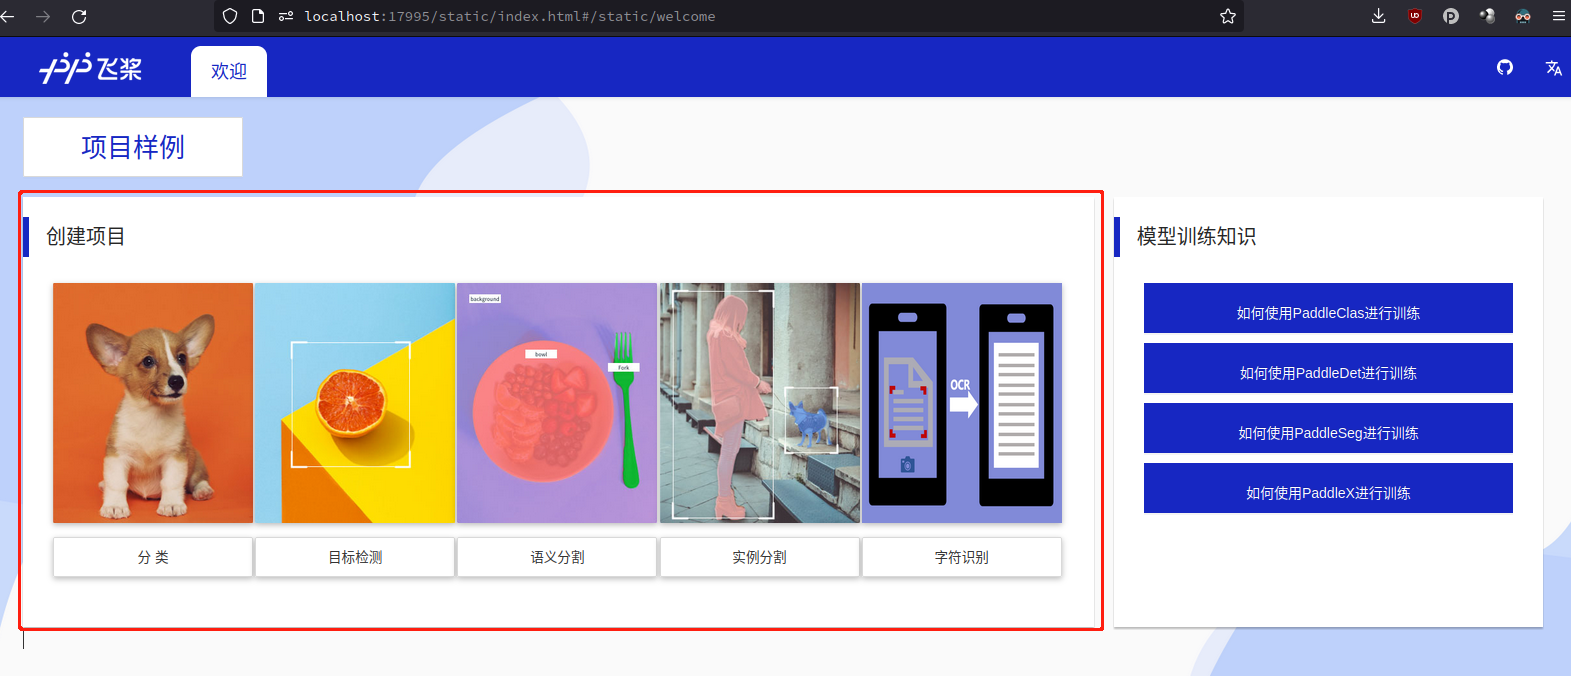 localhost:17995/static/index.html#/static/welcome
飞桨
欢迎
项目样例
创建项目
background
bowl
Fork
OCR
分 类
目标检测
语义分割
实例分割
字符识别
模型训练知识
如何使用PaddleClas进行训练
如何使用PaddleDet进行训练
如何使用PaddleSeg进行训练
如何使用PaddleX进行训练